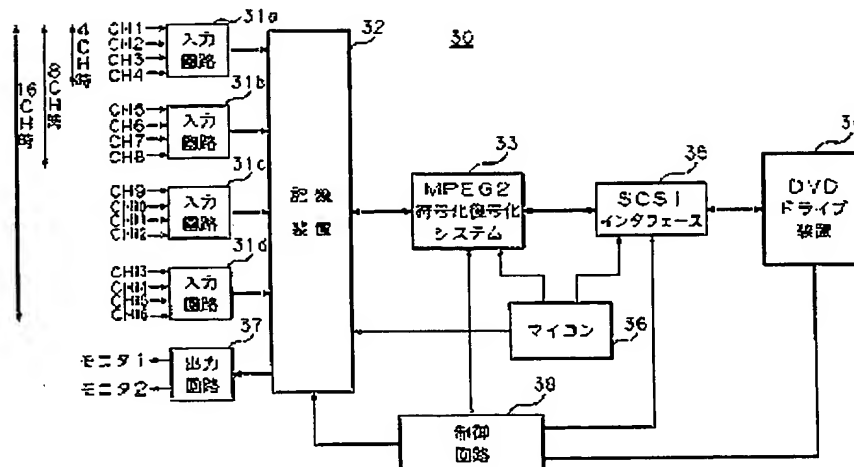 30
4CH時
8CH時
16CH時
CH1
CH2
CH3
CH4
31a
入力
回路
CH5
CH6
CH7
CH8
31b
入力
回路
CH9
CH10
CH11
CH12
31c
入力
回路
CH13
CH14
CH15
CH16
31d
入力
回路
モニタ1
モニタ2
37
出力
回路
32
記録
装置
33
MPEG2
符号化復号化
システム
35
SCSI
インタフェース
DVD
ドライブ
装置
マイコン
36
38
制御
回路